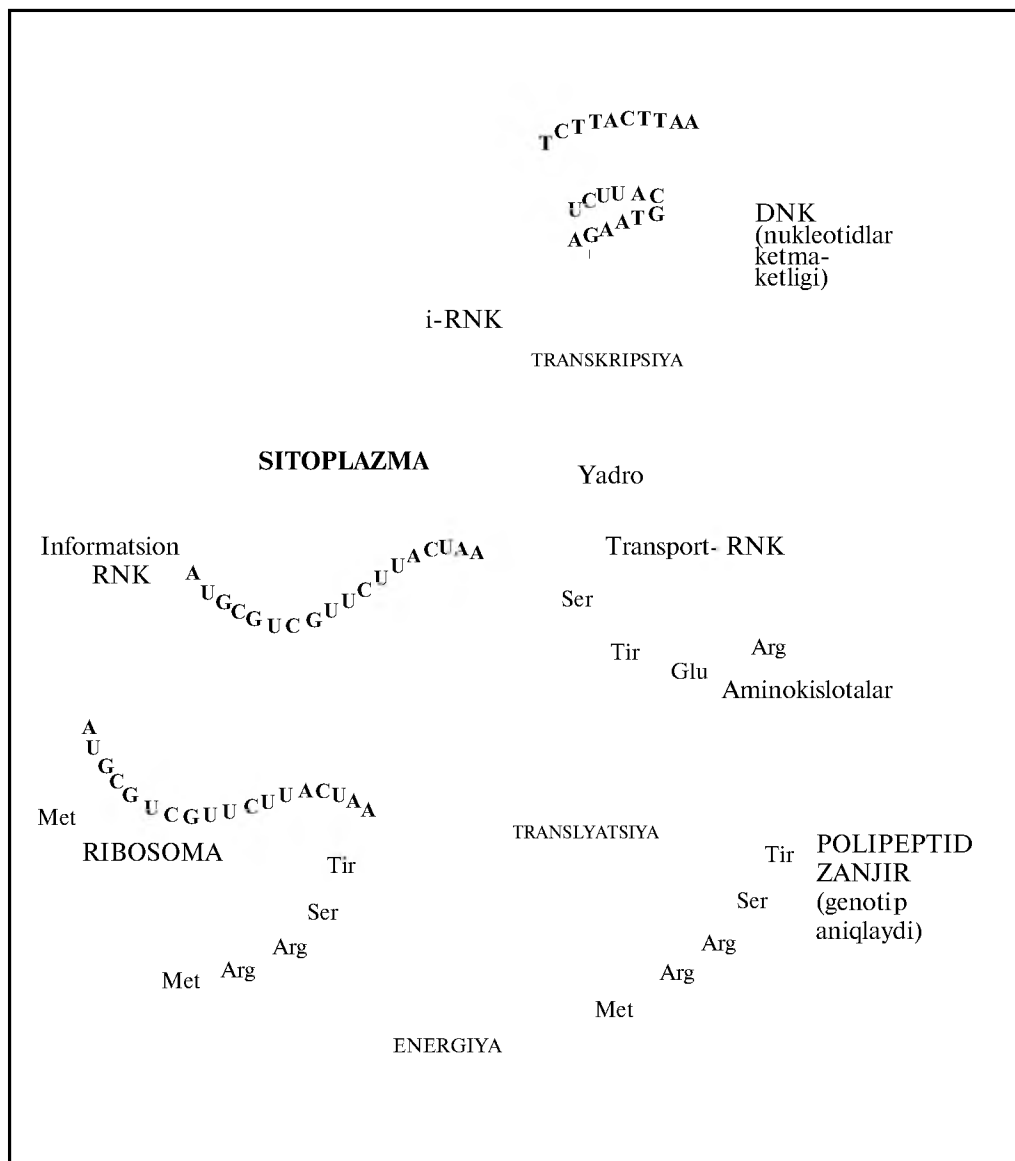 TCTTACTTAA
UCUUAC
AGAATG
DNK
(nukleotidlar
ketma-
ketligi)
i-RNK
TRANSKRIPSIYA
SITOPLAZMA
Yadro
Informatsion
RNK
AUGCGUCGUUCUUACUAA
Transport- RNK
Ser
Tir
Glu
Arg
Aminokislotalar
AUGCGUCGUUCUUACUAA
Met
RIBOSOMA
Tir
Ser
Arg
Arg
Met
TRANSLYATSIYA
Tir
Ser
Arg
Arg
Met
POLIPEPTID
ZANJIR
(genotip
aniqlaydi)
ENERGIYA